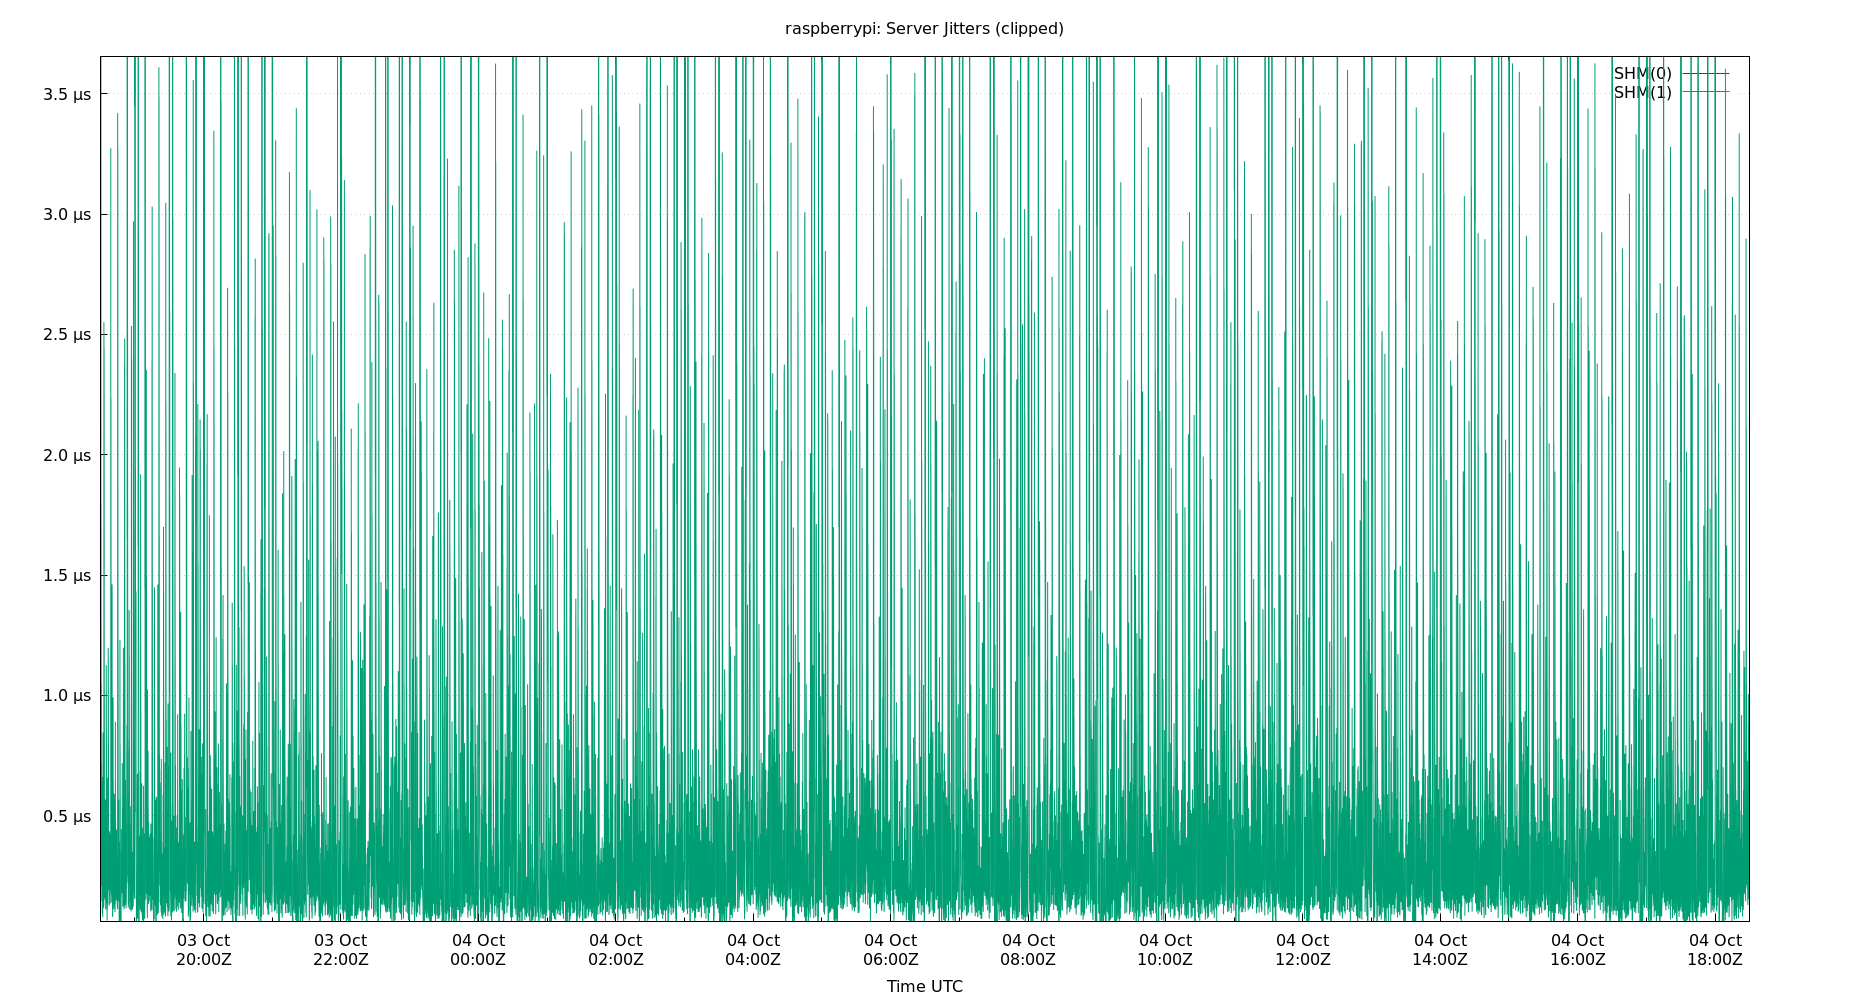 raspberrypi: Server Jitters (clipped)
SHM(0)
SHM(1)
3.5 μs
3.0 μs
2.5 μs
2.0 μs
1.5 μs
1.0 μs
0.5 μs
03 Oct 03 Oct 04 Oct 04 Oct 04 Oct 04 Oct 04 Oct 04 Oct 04 Oct 04 Oct 04 Oct 04 Oct
20:00Z 22:00Z 00:00Z 02:00Z 04:00Z 06:00Z 08:00Z 10:00Z 12:00Z 14:00Z 16:00Z 18:00Z
Time UTC